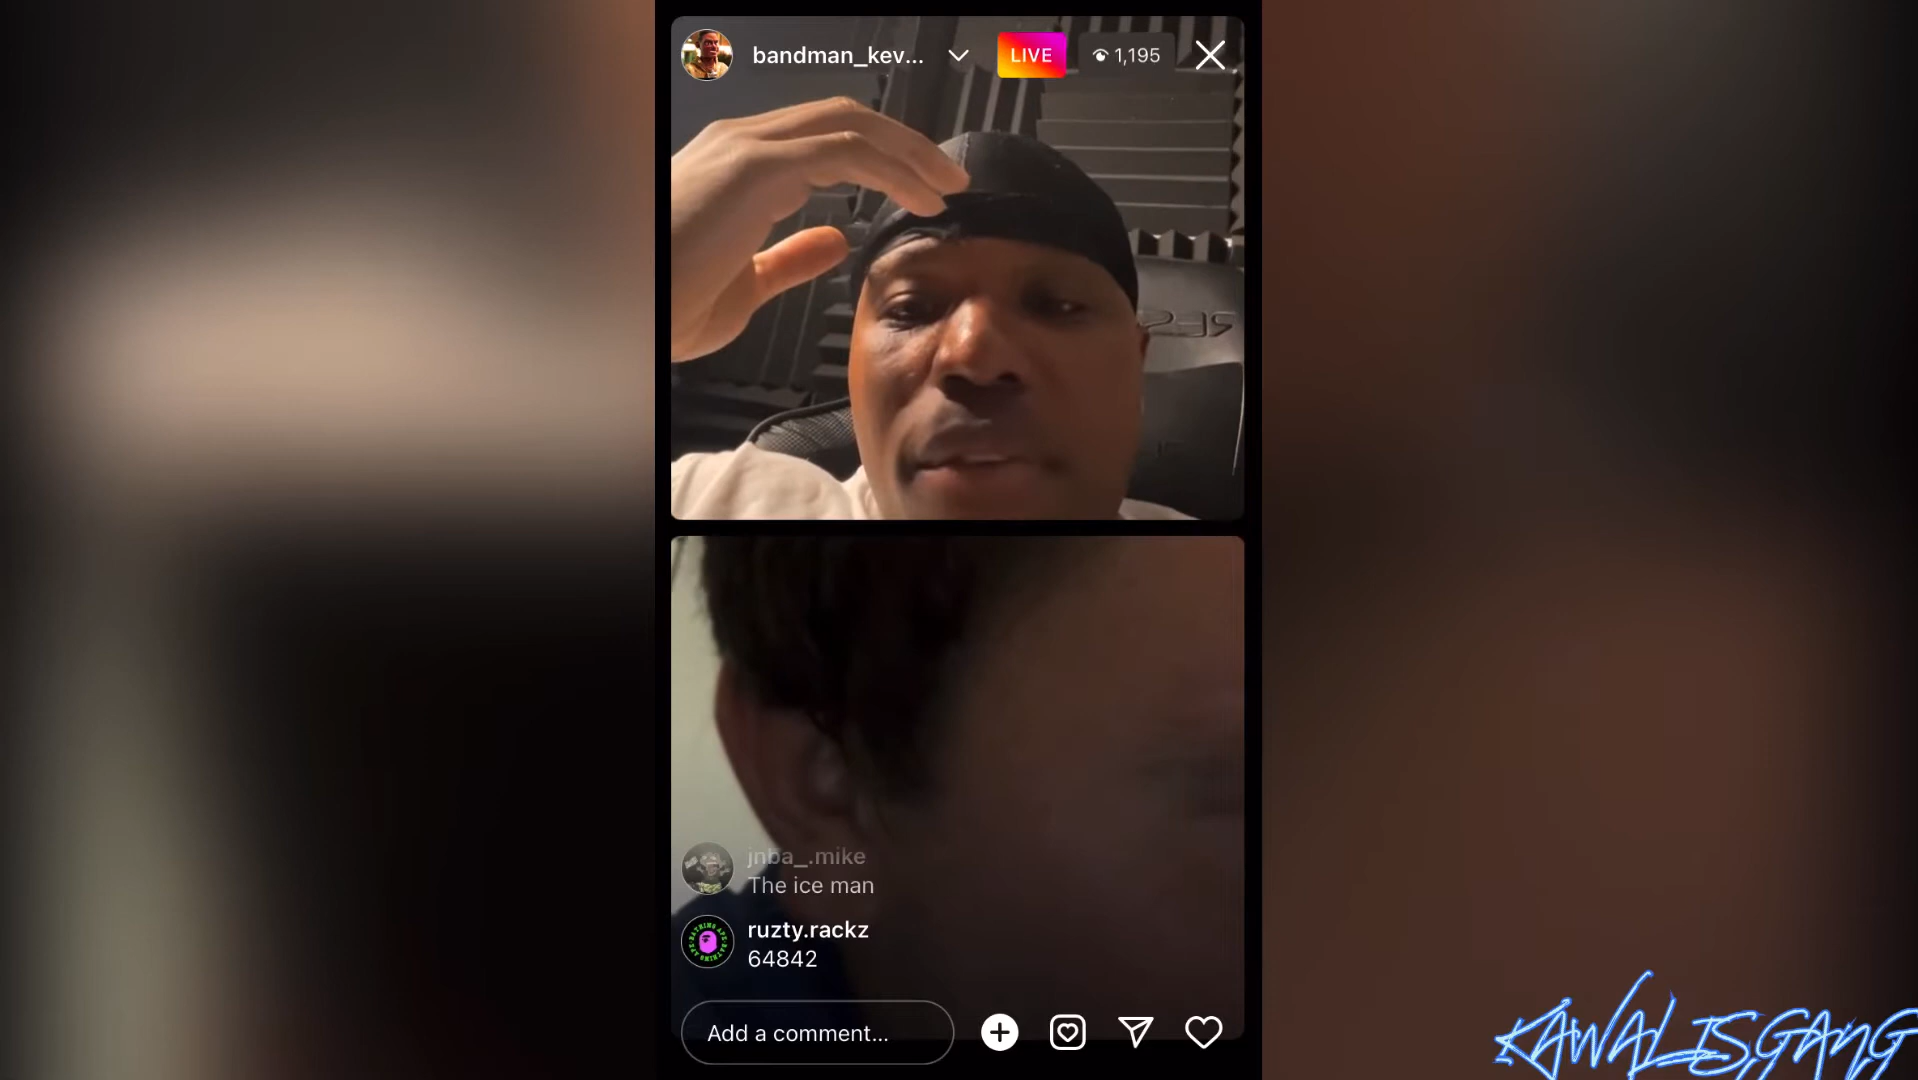 bandman_kev...
LIVE
1,195
jnba_.mike
The ice man
ruzty.rackz
64842
Add a comment...
KAWALISGANG